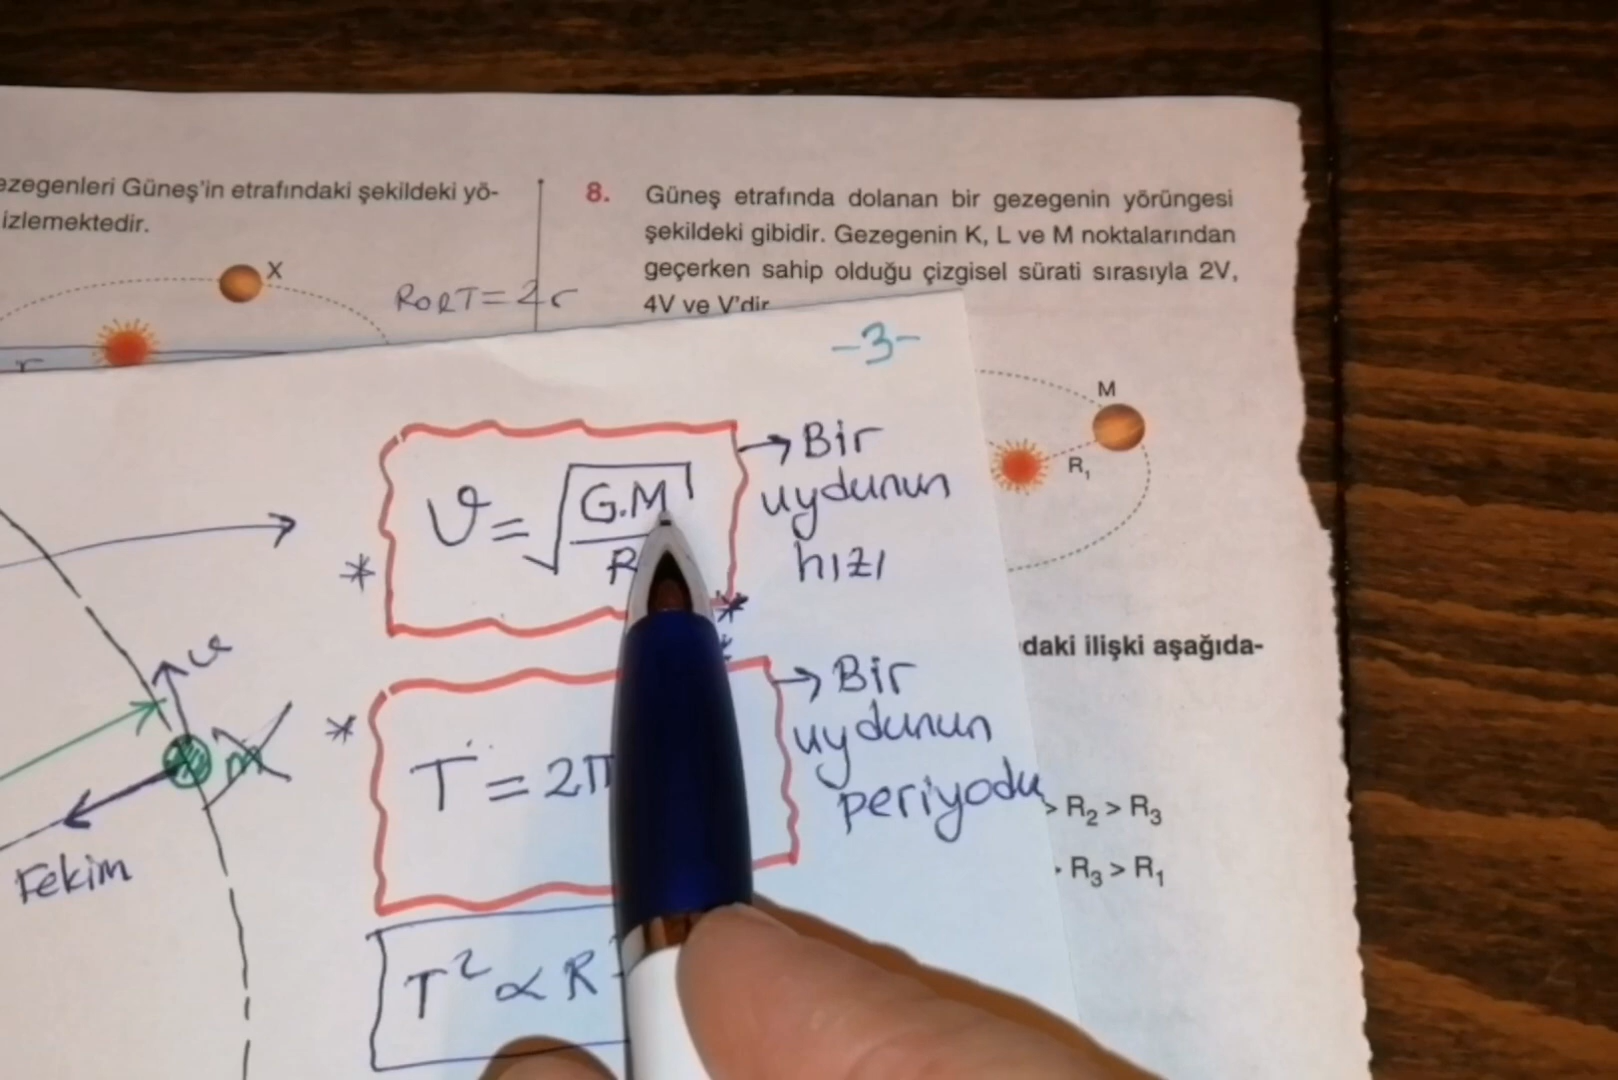 ezegenleri Güneş'in etrafındaki şekildeki yö-
izlemektedir.
X
RORT=2r
r
8. Güneş etrafında dolanan bir gezegenin yörüngesi
şekildeki gibidir. Gezegenin K, L ve M noktalarından
geçerken sahip olduğu çizgisel sürati sırasıyla 2V,
4V ve V'dir
M
R₁
daki ilişki aşağıda-
> R₂ > R₃
> R₃ > R₁
-3-
* ϑ=√(G.M/R) *
→ Bir
uydunun
hızı
* T = 2π
→ Bir
uydunun
periyodu
T² ∝ R
ϑ
m
Fekim